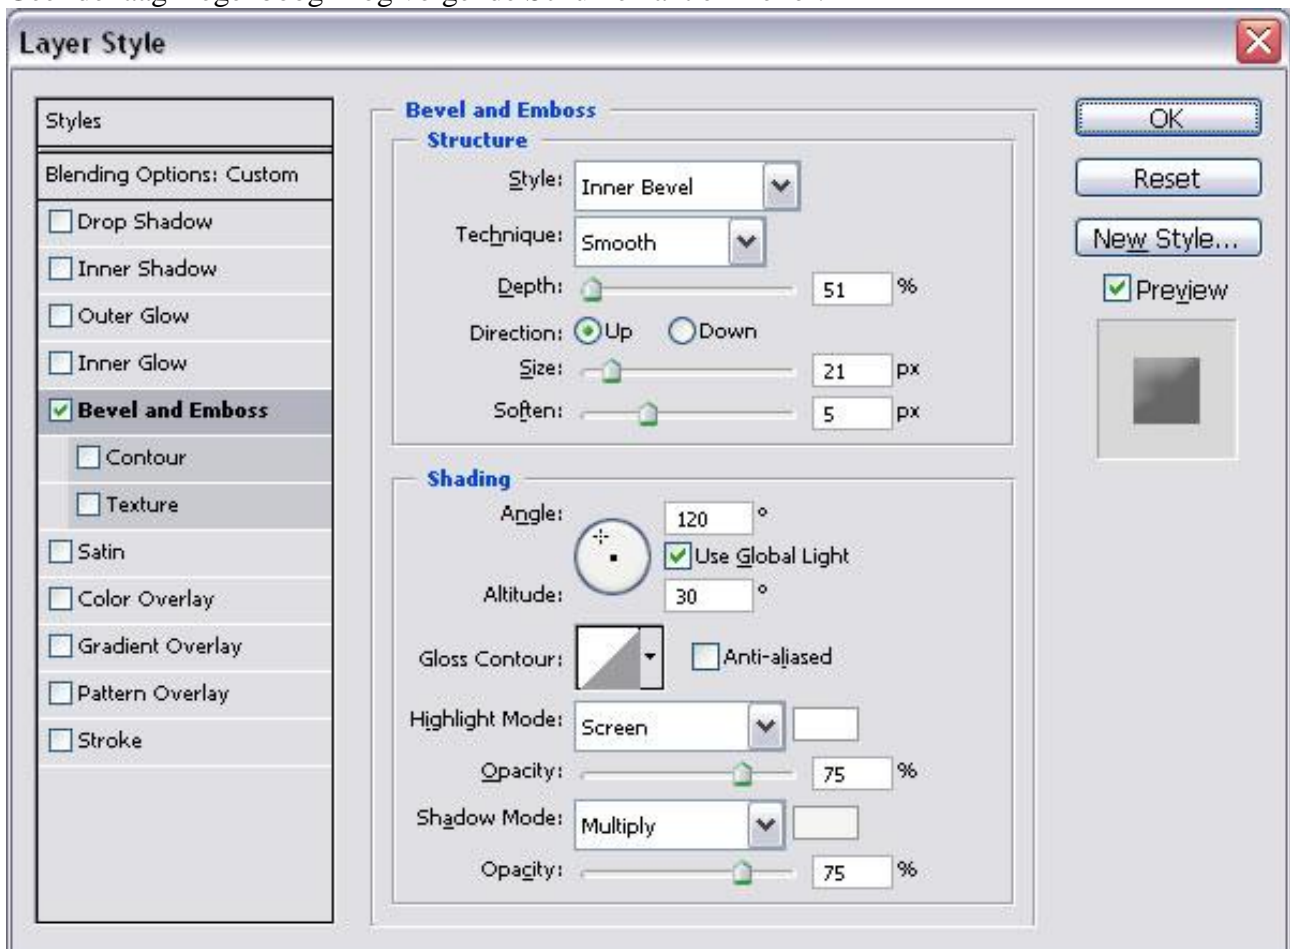 Layer Style
Styles
Blending Options: Custom
Drop Shadow
Inner Shadow
Outer Glow
Inner Glow
Bevel and Emboss
Contour
Texture
Satin
Color Overlay
Gradient Overlay
Pattern Overlay
Stroke
Bevel and Emboss
Structure
Style: Inner Bevel
Technique: Smooth
Depth: 51 %
Direction: Up Down
Size: 21 px
Soften: 5 px
Shading
Angle: 120 °
Use Global Light
Altitude: 30 °
Gloss Contour: Anti-aliased
Highlight Mode: Screen
Opacity: 75 %
Shadow Mode: Multiply
Opacity: 75 %
OK
Reset
New Style...
Preview